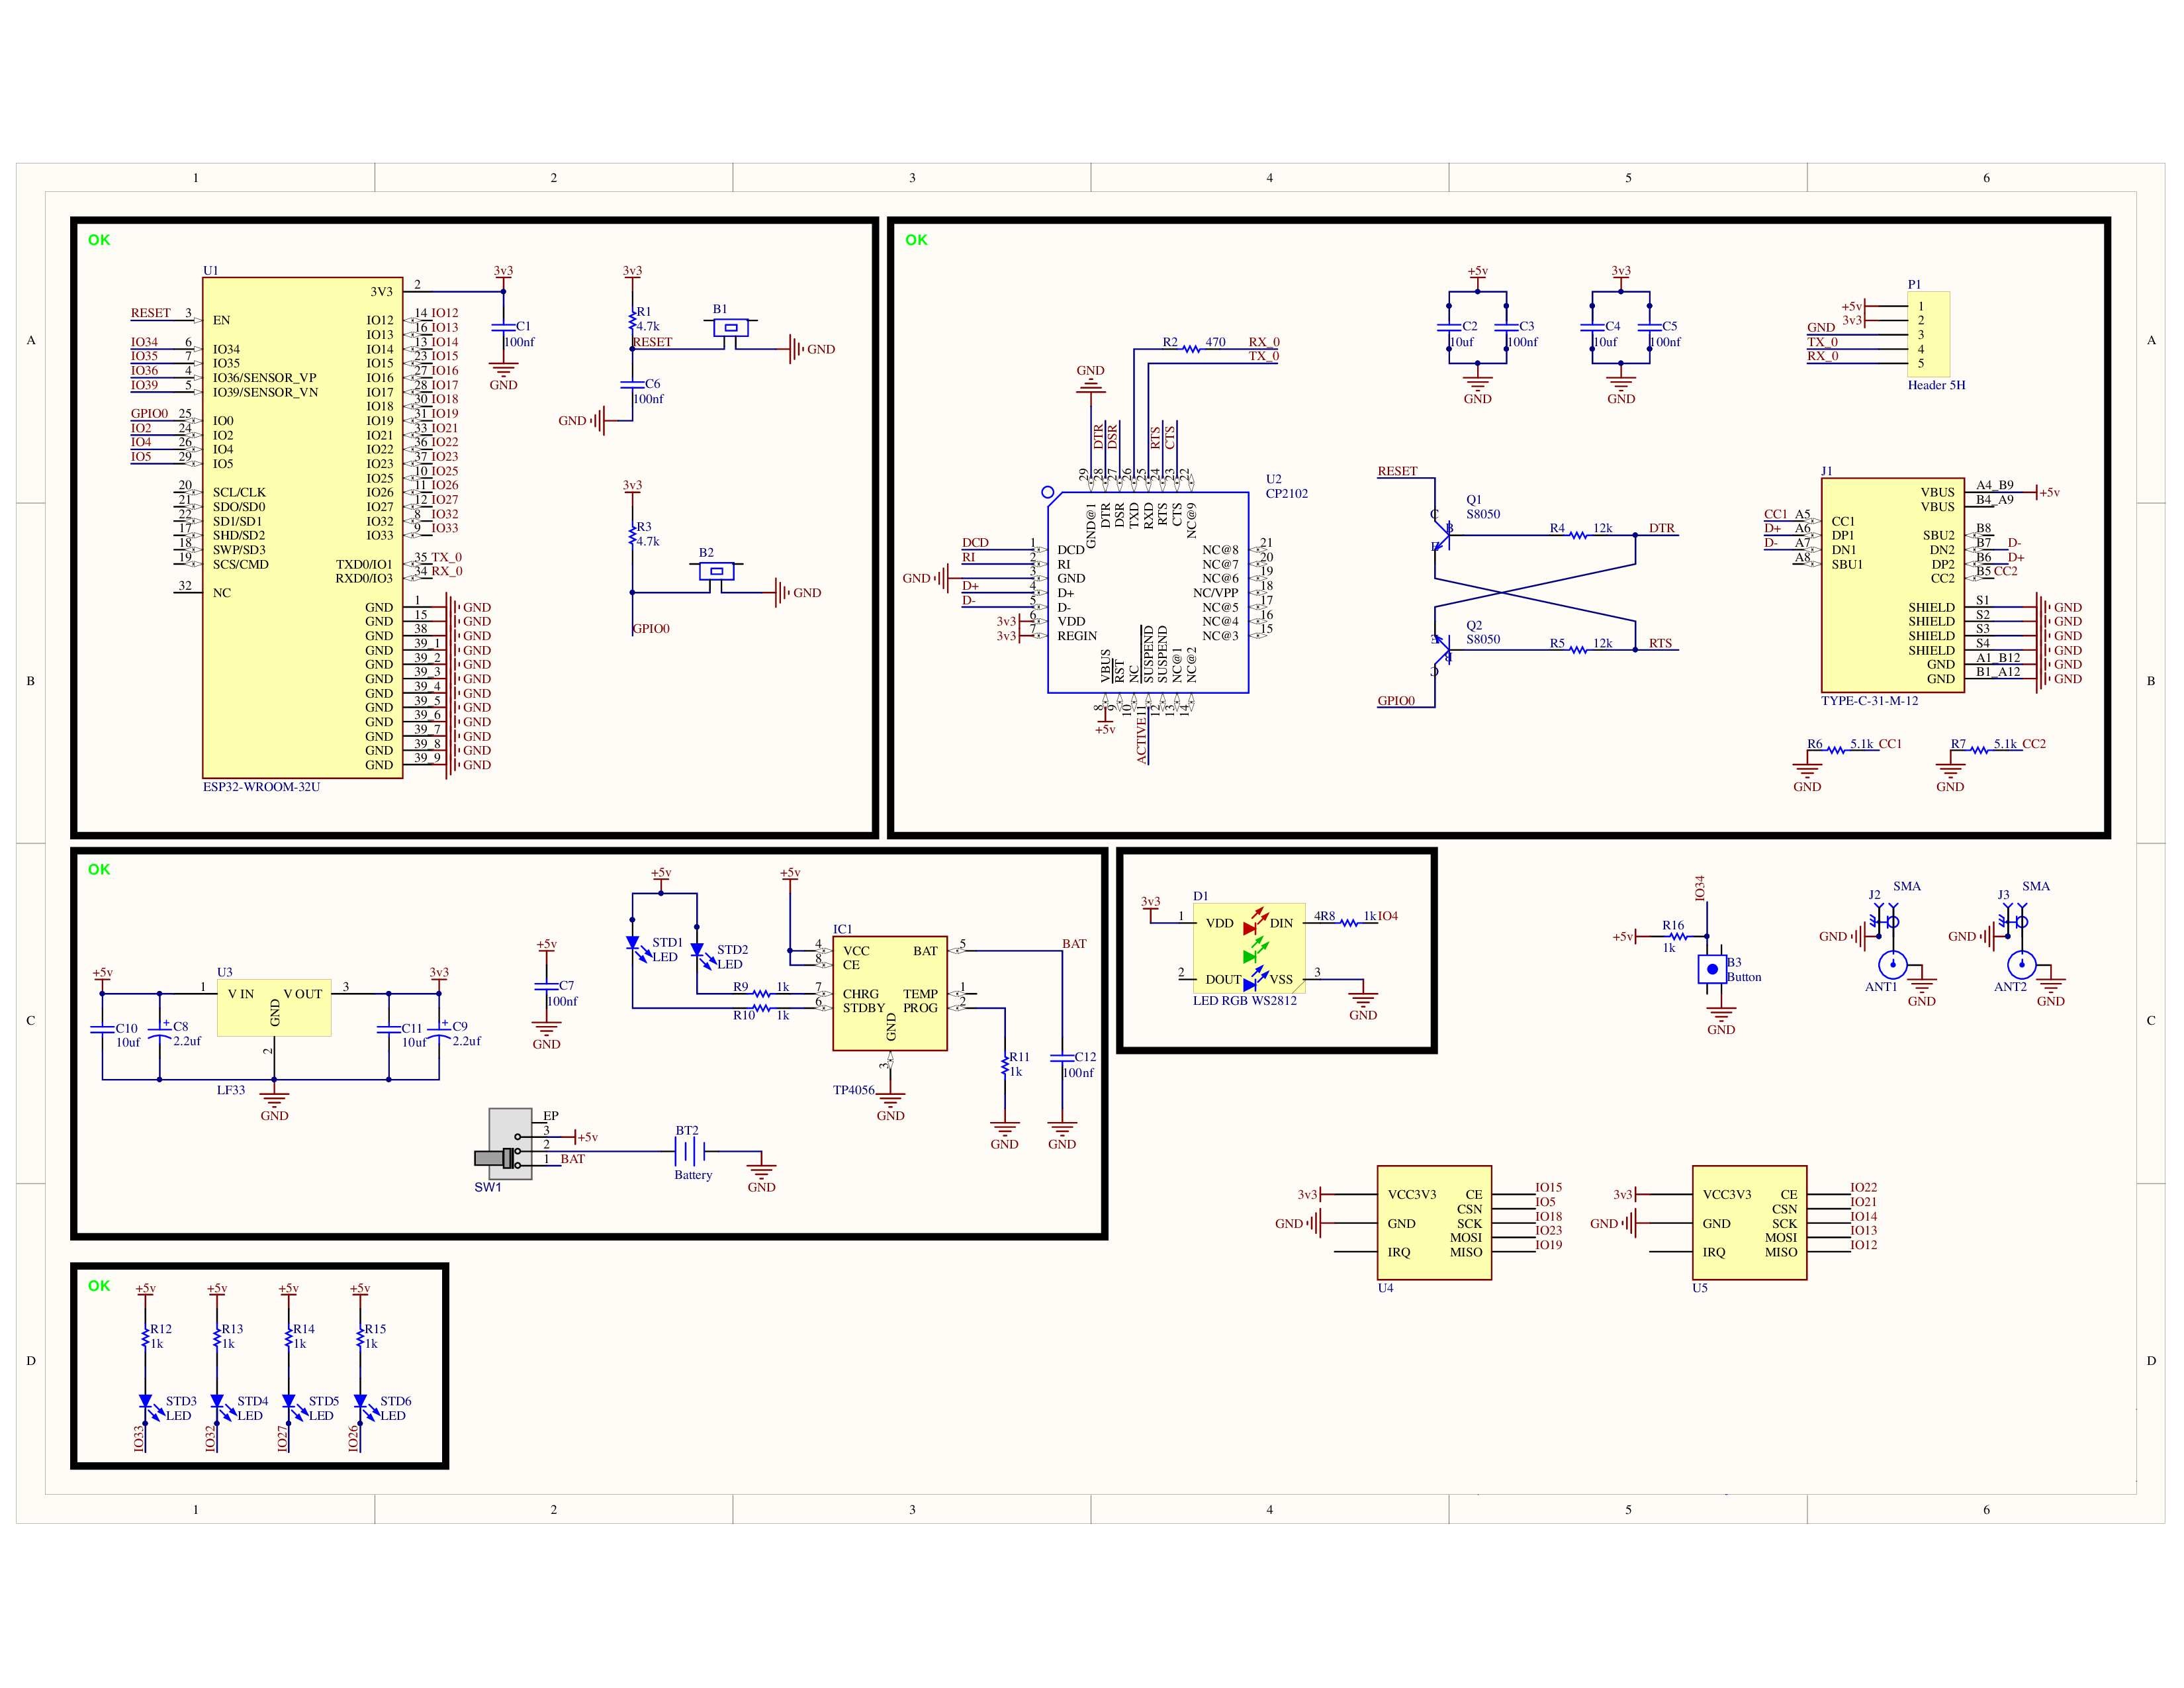 1 2 3 4 5 6
A
B
C
D
OK
U1
3V3 2
RESET 3 EN
IO34 6 IO34
IO35 7 IO35
IO36 4 IO36/SENSOR_VP
IO39 5 IO39/SENSOR_VN
GPIO0 25 IO0
IO2 24 IO2
IO4 26 IO4
IO5 29 IO5
20 SCL/CLK
21 SDO/SD0
22 SD1/SD1
17 SHD/SD2
18 SWP/SD3
19 SCS/CMD
32 NC
IO12 14 IO12
IO13 16 IO13
IO14 13 IO14
IO15 23 IO15
IO16 27 IO16
IO17 28 IO17
IO18 30 IO18
IO19 31 IO19
IO21 33 IO21
IO22 36 IO22
IO23 37 IO23
IO25 10 IO25
IO26 11 IO26
IO27 12 IO27
IO32 8 IO32
IO33 9 IO33
TXD0/IO1 35 TX_0
RXD0/IO3 34 RX_0
GND 1 GND
GND 15 GND
GND 38
GND 39_1 GND
GND 39_2 GND
GND 39_3 GND
GND 39_4 GND
GND 39_5 GND
GND 39_6 GND
GND 39_7 GND
GND 39_8 GND
GND 39_9 GND
ESP32-WROOM-32U
3v3
C1
100nf
GND
3v3
R1
4.7k
RESET
B1
GND
C6
100nf
GND
3v3
R3
4.7k
B2
GND
GPIO0
OK
R2 470 RX_0
TX_0
GND
DTR
DSR
RTS
CTS
29 28 27 26 25 24 23 22
U2
CP2102
GND@1 DTR DSR TXD RXD RTS CTS NC@9
DCD 1 DCD
RI 2 RI
GND 3 GND
D+ 4 D+
D- 5 D-
3v3 6 VDD
3v3 7 REGIN
NC@8 21
NC@7 20
NC@6 19
NC/VPP 18
NC@5 17
NC@4 16
NC@3 15
VBUS RST NC SUSPEND SUSPEND NC@1 NC@2
8 9 10 11 12 13 14
+5v
ACTIVE
+5v
C2
10uf
C3
100nf
GND
3v3
C4
10uf
C5
100nf
GND
P1
+5v 1
3v3 2
GND 3
TX_0 4
RX_0 5
Header 5H
RESET
Q1
S8050
C
B
E
R4 12k DTR
Q2
S8050
E
B
C
R5 12k RTS
GPIO0
J1
CC1 A5 CC1
D+ A6 DP1
D- A7 DN1
A8 SBU1
VBUS A4_B9 +5v
VBUS B4_A9
SBU2 B8
DN2 B7 D-
DP2 B6 D+
CC2 B5 CC2
SHIELD S1 GND
SHIELD S2 GND
SHIELD S3 GND
SHIELD S4 GND
GND A1_B12 GND
GND B1_A12 GND
TYPE-C-31-M-12
R6 5.1k CC1
GND
R7 5.1k CC2
GND
OK
+5v
U3
1 V IN V OUT 3
GND
2
3v3
C10
10uf
C8
2.2uf
C11
10uf
C9
2.2uf
LF33
GND
+5v
C7
100nf
GND
+5v
STD1
LED
STD2
LED
R9 1k
R10 1k
+5v
IC1
4 VCC
8 CE
7 CHRG
6 STDBY
BAT 5
TEMP 1
PROG 2
GND
3
TP4056
GND
BAT
R11
1k
GND
C12
100nf
GND
EP
3 +5v
2
1 BAT
SW1
BT2
Battery
GND
D1
3v3 1 VDD DIN 4 R8 1k IO4
2 DOUT VSS 3
LED RGB WS2812
GND
IO34
R16
+5v
1k
B3
Button
GND
J2 SMA
GND
ANT1
GND
J3 SMA
GND
ANT2
GND
3v3 VCC3V3 CE IO15
CSN IO5
GND GND SCK IO18
MOSI IO23
IRQ MISO IO19
U4
3v3 VCC3V3 CE IO22
CSN IO21
GND GND SCK IO14
MOSI IO13
IRQ MISO IO12
U5
OK
+5v +5v +5v +5v
R12 R13 R14 R15
1k 1k 1k 1k
STD3 STD4 STD5 STD6
LED LED LED LED
IO33 IO32 IO27 IO26
A
B
C
D
1 2 3 4 5 6